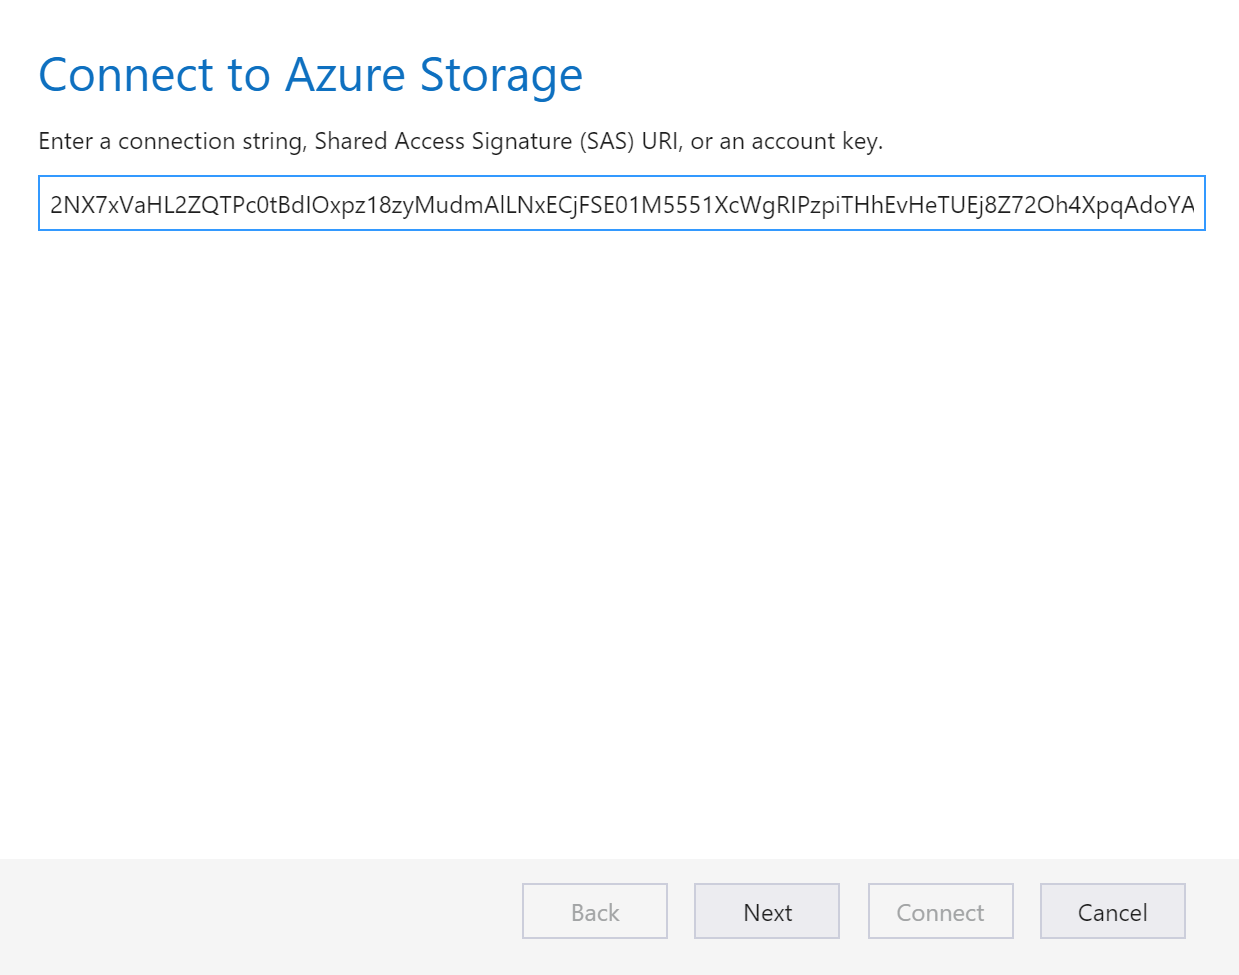 Connect to Azure Storage
Enter a connection string, Shared Access Signature (SAS) URI, or an account key.
2NX7xVaHL2ZQTPc0tBdIOxpz18zyMudmAlLNxECjFSE01M5551XcWgRIPzpiTHhEvHeTUEj8Z72Oh4XpqAdoYA
Back
Next
Connect
Cancel